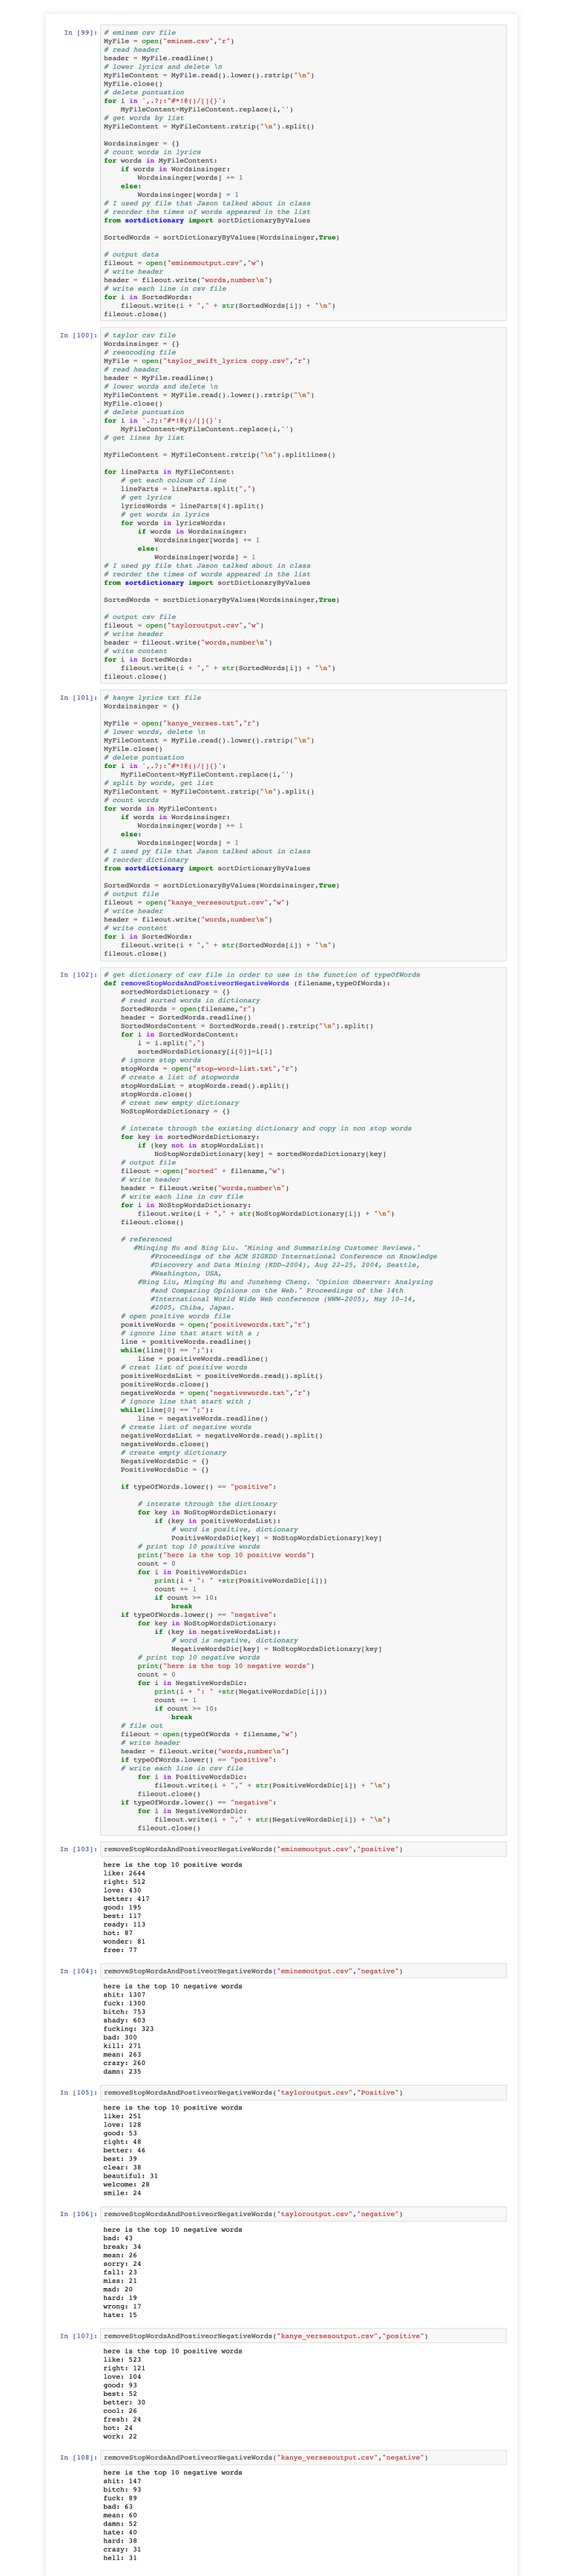 In [99]: # eminem csv file
MyFile = open("eminem.csv","r")
# read header
header = MyFile.readline()
# lower lyrics and delete \n
MyFileContent = MyFile.read().lower().rstrip("\n")
MyFile.close()
# delete puntuation
for i in ',.?;:"#*!@()/[]{}':
    MyFileContent=MyFileContent.replace(i,'')
# get words by list
MyFileContent = MyFileContent.rstrip("\n").split()

Wordsinsinger = {}
# count words in lyrics
for words in MyFileContent:
    if words in Wordsinsinger:
        Wordsinsinger[words] += 1
    else:
        Wordsinsinger[words] = 1
# I used py file that Jason talked about in class
# reorder the times of words appeared in the list
from sortdictionary import sortDictionaryByValues

SortedWords = sortDictionaryByValues(Wordsinsinger,True)

# output data
fileout = open("eminemoutput.csv","w")
# write header
header = fileout.write("words,number\n")
# write each line in csv file
for i in SortedWords:
    fileout.write(i + "," + str(SortedWords[i]) + "\n")
fileout.close()

In [100]: # taylor csv file
Wordsinsinger = {}
# reencoding file
MyFile = open("taylor_swift_lyrics copy.csv","r")
# read header
header = MyFile.readline()
# lower words and delete \n
MyFileContent = MyFile.read().lower().rstrip("\n")
MyFile.close()
# delete puntuation
for i in '.?;:"#*!@()/[]{}':
    MyFileContent=MyFileContent.replace(i,'')
# get lines by list

MyFileContent = MyFileContent.rstrip("\n").splitlines()

for lineParts in MyFileContent:
    # get each coloum of line
    lineParts = lineParts.split(",")
    # get lyrics
    lyricsWords = lineParts[4].split()
    # get words in lyrics
    for words in lyricsWords:
        if words in Wordsinsinger:
            Wordsinsinger[words] += 1
        else:
            Wordsinsinger[words] = 1
# I used py file that Jason talked about in class
# reorder the times of words appeared in the list
from sortdictionary import sortDictionaryByValues

SortedWords = sortDictionaryByValues(Wordsinsinger,True)

# output csv file
fileout = open("tayloroutput.csv","w")
# write header
header = fileout.write("words,number\n")
# write content
for i in SortedWords:
    fileout.write(i + "," + str(SortedWords[i]) + "\n")
fileout.close()

In [101]: # kanye lyrics txt file
Wordsinsinger = {}

MyFile = open("kanye_verses.txt","r")
# lower words, delete \n
MyFileContent = MyFile.read().lower().rstrip("\n")
MyFile.close()
# delete puntuation
for i in ',.?;:"#*!@()/[]{}':
    MyFileContent=MyFileContent.replace(i,'')
# split by words, get list
MyFileContent = MyFileContent.rstrip("\n").split()
# count words
for words in MyFileContent:
    if words in Wordsinsinger:
        Wordsinsinger[words] += 1
    else:
        Wordsinsinger[words] = 1
# I used py file that Jason talked about in class
# reorder dictionary
from sortdictionary import sortDictionaryByValues

SortedWords = sortDictionaryByValues(Wordsinsinger,True)
# output file
fileout = open("kanye_versesoutput.csv","w")
# write header
header = fileout.write("words,number\n")
# write content
for i in SortedWords:
    fileout.write(i + "," + str(SortedWords[i]) + "\n")
fileout.close()

In [102]: # get dictionary of csv file in order to use in the function of typeOfWords
def removeStopWordsAndPostiveorNegativeWords (filename,typeOfWords):
    sortedWordsDictionary = {}
    # read sorted words in dictionary
    SortedWords = open(filename,"r")
    header = SortedWords.readline()
    SortedWordsContent = SortedWords.read().rstrip("\n").split()
    for i in SortedWordsContent:
        i = i.split(",")
        sortedWordsDictionary[i[0]]=i[1]
    # ignore stop words
    stopWords = open("stop-word-list.txt","r")
    # create a list of stopwords
    stopWordsList = stopWords.read().split()
    stopWords.close()
    # creat new empty dictionary
    NoStopWordsDictionary = {}

    # interate through the existing dictionary and copy in non stop words
    for key in sortedWordsDictionary:
        if (key not in stopWordsList):
            NoStopWordsDictionary[key] = sortedWordsDictionary[key]
    # output file
    fileout = open("sorted" + filename,"w")
    # write header
    header = fileout.write("words,number\n")
    # write each line in csv file
    for i in NoStopWordsDictionary:
        fileout.write(i + "," + str(NoStopWordsDictionary[i]) + "\n")
    fileout.close()

    # referenced
       #Minqing Hu and Bing Liu. "Mining and Summarizing Customer Reviews."
           #Proceedings of the ACM SIGKDD International Conference on Knowledge
           #Discovery and Data Mining (KDD-2004), Aug 22-25, 2004, Seattle,
           #Washington, USA,
        #Bing Liu, Minqing Hu and Junsheng Cheng. "Opinion Observer: Analyzing
           #and Comparing Opinions on the Web." Proceedings of the 14th
           #International World Wide Web conference (WWW-2005), May 10-14,
           #2005, Chiba, Japan.
    # open positive words file
    positiveWords = open("positivewords.txt","r")
    # ignore line that start with a ;
    line = positiveWords.readline()
    while(line[0] == ";"):
        line = positiveWords.readline()
    # creat list of positive words
    positiveWordsList = positiveWords.read().split()
    positiveWords.close()
    negativeWords = open("negativewords.txt","r")
    # ignore line that start with ;
    while(line[0] == ";"):
        line = negativeWords.readline()
    # create list of negative words
    negativeWordsList = negativeWords.read().split()
    negativeWords.close()
    # create empty dictionary
    NegativeWordsDic = {}
    PositiveWordsDic = {}

    if typeOfWords.lower() == "positive":

        # interate through the dictionary
        for key in NoStopWordsDictionary:
            if (key in positiveWordsList):
                # word is positive, dictionary
                PositiveWordsDic[key] = NoStopWordsDictionary[key]
        # print top 10 positive words
        print("here is the top 10 positive words")
        count = 0
        for i in PositiveWordsDic:
            print(i + ": " +str(PositiveWordsDic[i]))
            count += 1
            if count >= 10:
                break
    if typeOfWords.lower() == "negative":
        for key in NoStopWordsDictionary:
            if (key in negativeWordsList):
                # word is negative, dictionary
                NegativeWordsDic[key] = NoStopWordsDictionary[key]
        # print top 10 negative words
        print("here is the top 10 negative words")
        count = 0
        for i in NegativeWordsDic:
            print(i + ": " +str(NegativeWordsDic[i]))
            count += 1
            if count >= 10:
                break
    # file out
    fileout = open(typeOfWords + filename,"w")
    # write header
    header = fileout.write("words,number\n")
    if typeOfWords.lower() == "positive":
    # write each line in csv file
        for i in PositiveWordsDic:
            fileout.write(i + "," + str(PositiveWordsDic[i]) + "\n")
        fileout.close()
    if typeOfWords.lower() == "negative":
        for i in NegativeWordsDic:
            fileout.write(i + "," + str(NegativeWordsDic[i]) + "\n")
        fileout.close()

In [103]: removeStopWordsAndPostiveorNegativeWords("eminemoutput.csv","positive")
here is the top 10 positive words
like: 2644
right: 512
love: 430
better: 417
good: 195
best: 117
ready: 113
hot: 87
wonder: 81
free: 77

In [104]: removeStopWordsAndPostiveorNegativeWords("eminemoutput.csv","negative")
here is the top 10 negative words
shit: 1307
fuck: 1300
bitch: 753
shady: 603
fucking: 323
bad: 300
kill: 271
mean: 263
crazy: 260
damn: 235

In [105]: removeStopWordsAndPostiveorNegativeWords("tayloroutput.csv","Positive")
here is the top 10 positive words
like: 251
love: 128
good: 53
right: 48
better: 46
best: 39
clear: 38
beautiful: 31
welcome: 28
smile: 24

In [106]: removeStopWordsAndPostiveorNegativeWords("tayloroutput.csv","negative")
here is the top 10 negative words
bad: 43
break: 34
mean: 26
sorry: 24
fall: 23
miss: 21
mad: 20
hard: 19
wrong: 17
hate: 15

In [107]: removeStopWordsAndPostiveorNegativeWords("kanye_versesoutput.csv","positive")
here is the top 10 positive words
like: 523
right: 121
love: 104
good: 93
best: 52
better: 30
cool: 26
fresh: 24
hot: 24
work: 22

In [108]: removeStopWordsAndPostiveorNegativeWords("kanye_versesoutput.csv","negative")
here is the top 10 negative words
shit: 147
bitch: 93
fuck: 89
bad: 63
mean: 60
damn: 52
hate: 40
hard: 38
crazy: 31
hell: 31